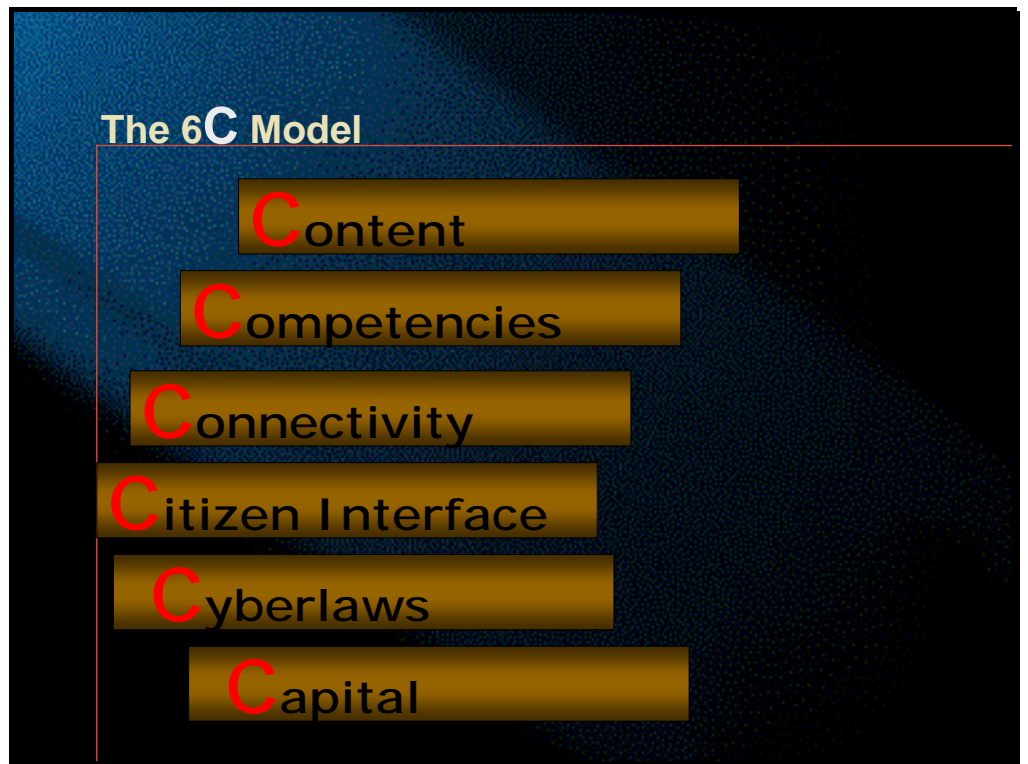 The 6C Model
Content
Competencies
Connectivity
Citizen Interface
Cyberlaws
Capital